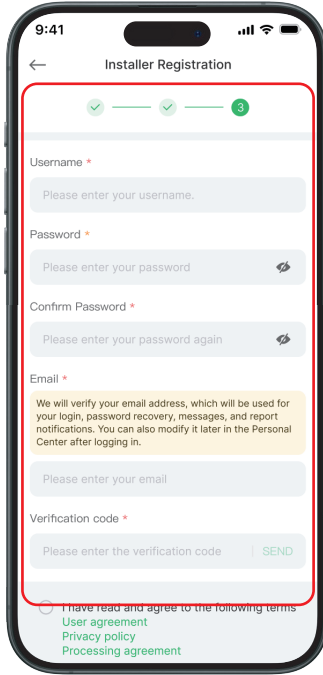 9:41
Installer Registration
3
Username *
Please enter your username.
Password *
Please enter your password
Confirm Password *
Please enter your password again
Email *
We will verify your email address, which will be used for
your login, password recovery, messages, and report
notifications. You can also modify it later in the Personal
Center after logging in.
Please enter your email
Verification code *
Please enter the verification code | SEND
I have read and agree to the following terms
User agreement
Privacy policy
Processing agreement